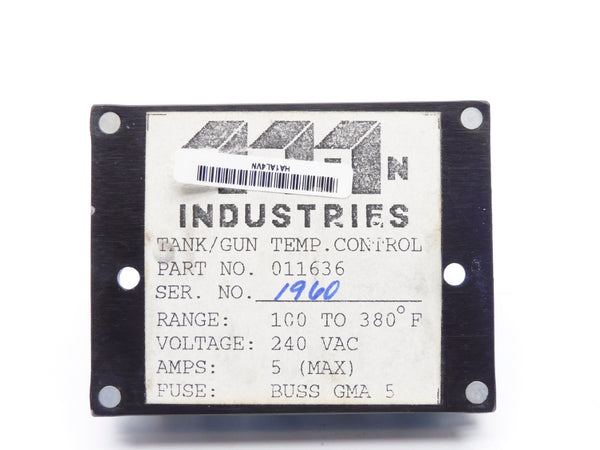 N
HA1AL4VN
INDUSTRIES
TANK/GUN TEMP.CONTROL
PART NO. 011636
SER. NO. 1960
RANGE: 100 TO 380° F
VOLTAGE: 240 VAC
AMPS: 5 (MAX)
FUSE: BUSS GMA 5